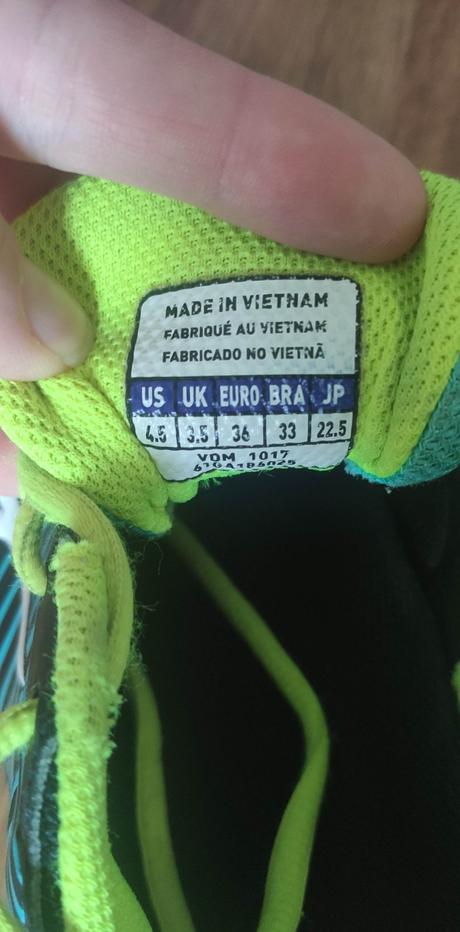 MADE IN VIETNAM
FABRIQUÉ AU VIETNAM
FABRICADO NO VIETNÃ
US UK EURO BRA JP
4.5 3.5 36 33 22.5
VDM 1017